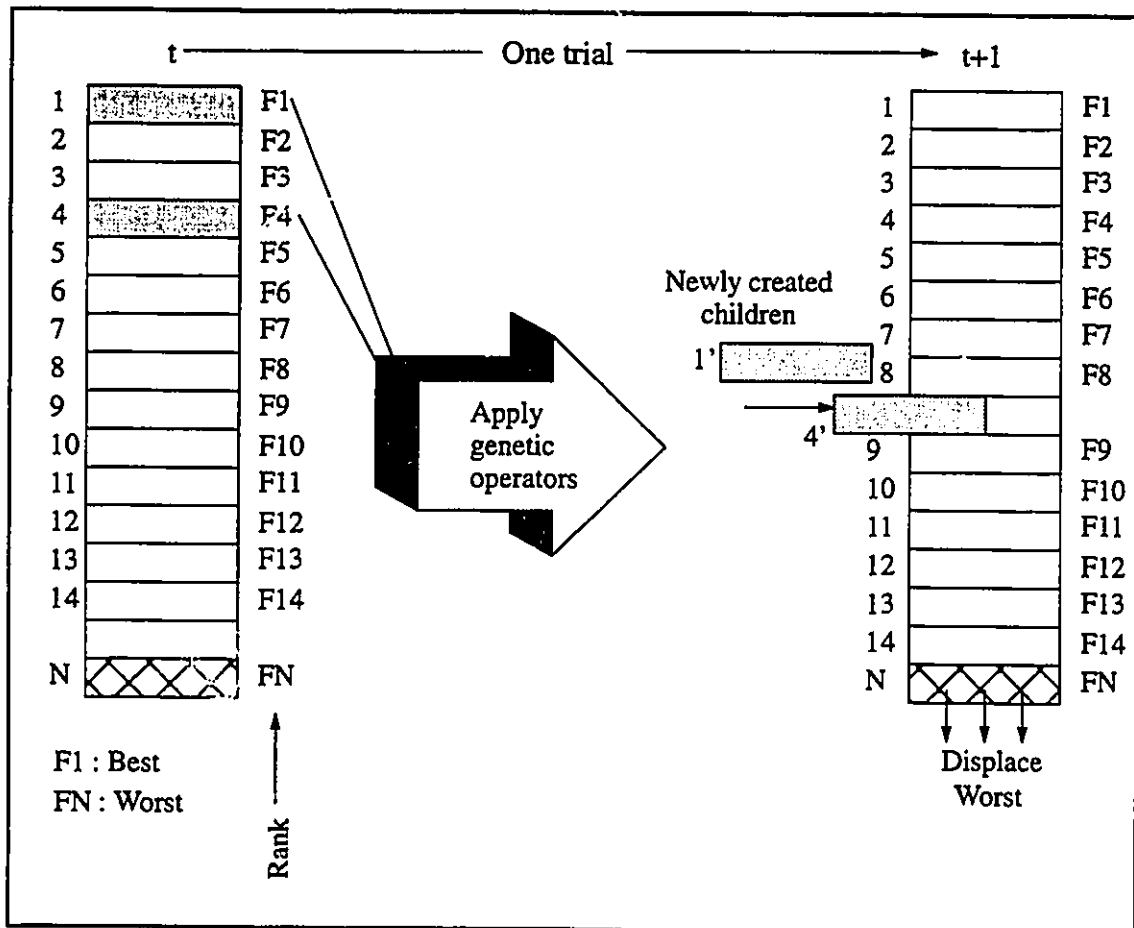 t One trial t+1
1 F1
2 F2
3 F3
4 F4
5 F5
6 F6
7 F7
8 F8
9 F9
10 F10
11 F11
12 F12
13 F13
14 F14
N FN
F1 : Best
FN : Worst
Rank
Apply
genetic
operators
Newly created
children
1'
4'
1 F1
2 F2
3 F3
4 F4
5 F5
6 F6
7 F7
8 F8
9 F9
10 F10
11 F11
12 F12
13 F13
14 F14
N FN
Displace
Worst